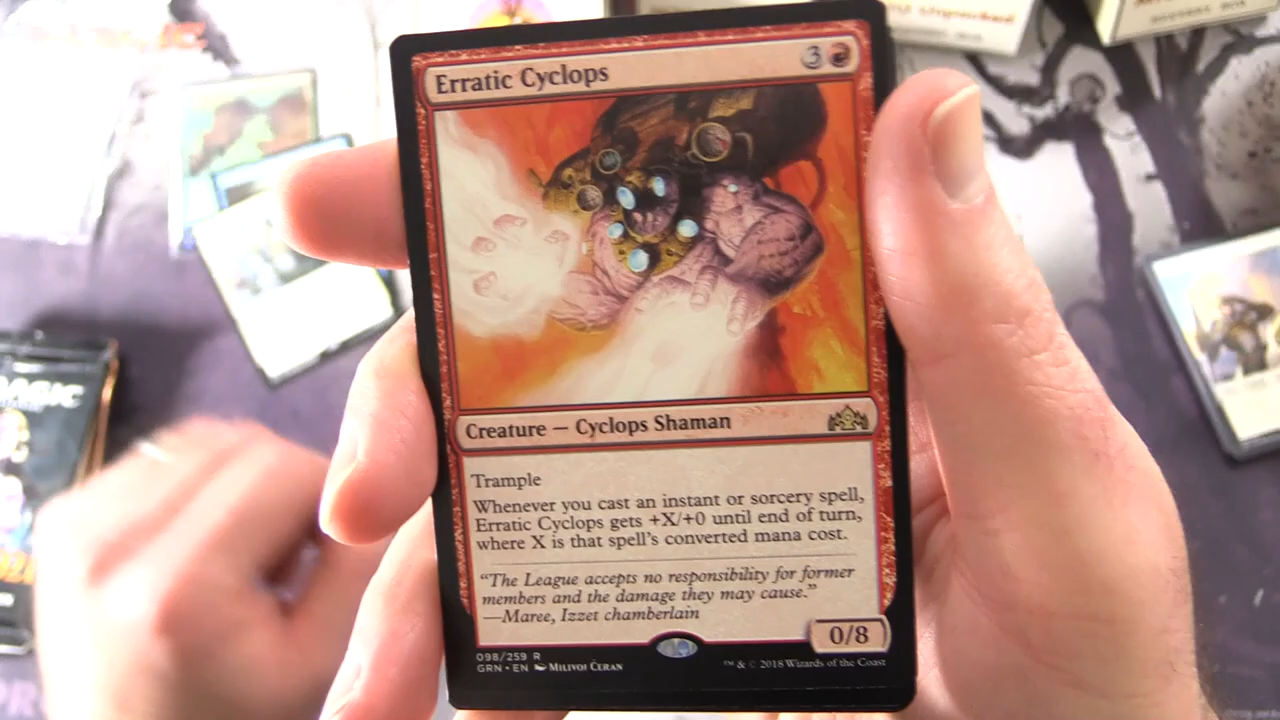 Erratic Cyclops
3
Creature — Cyclops Shaman
Trample
Whenever you cast an instant or sorcery spell,
Erratic Cyclops gets +X/+0 until end of turn,
where X is that spell's converted mana cost.
"The League accepts no responsibility for former
members and the damage they may cause."
—Maree, Izzet chamberlain
0/8
098/259 R
GRN • EN Milivoj Ćeran
™ & © 2018 Wizards of the Coast